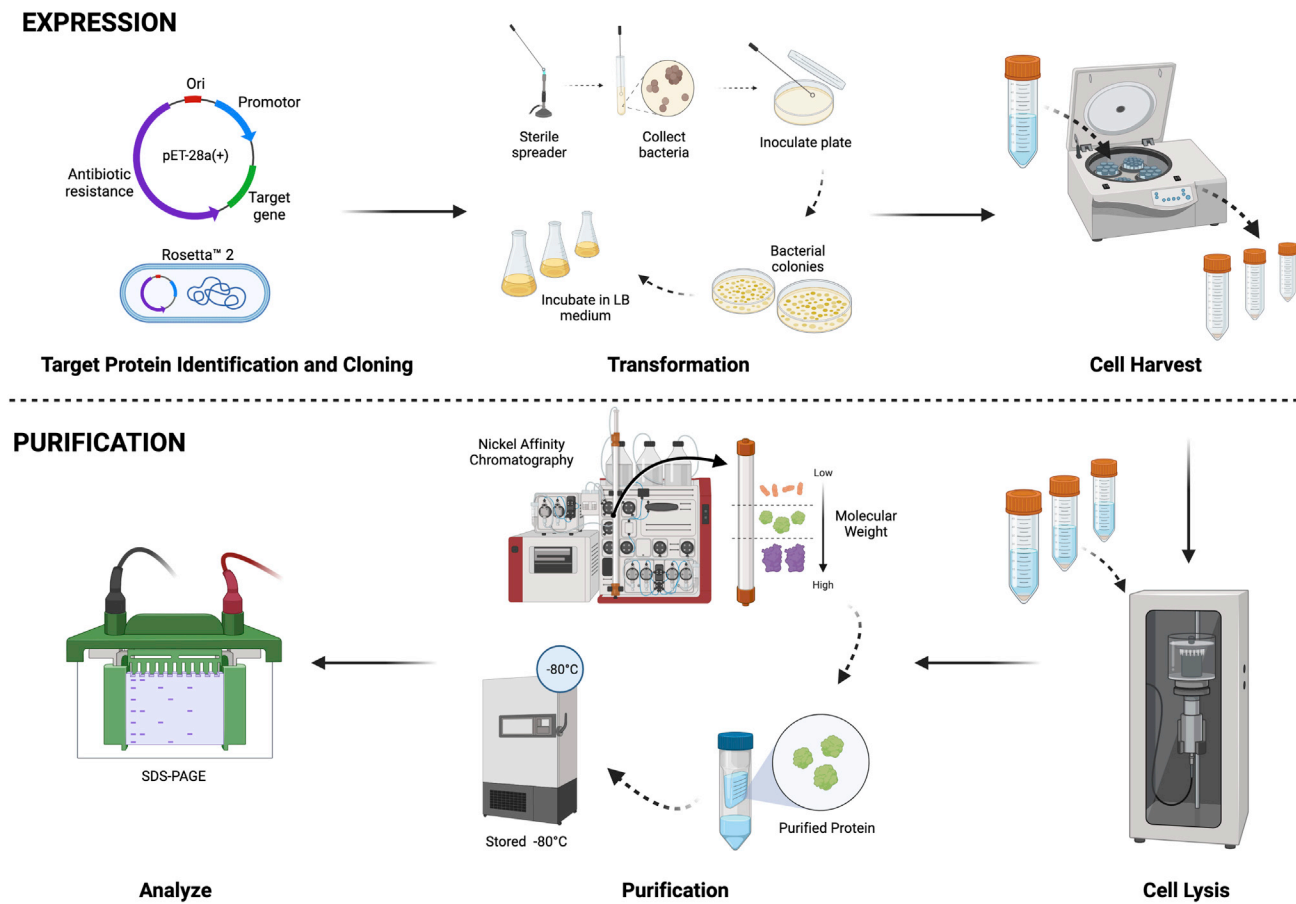 EXPRESSION
Ori
Promotor
pET-28a(+)
Antibiotic
resistance
Target
gene
Rosetta™ 2
Target Protein Identification and Cloning
Sterile
spreader
Collect
bacteria
Inoculate plate
Bacterial
colonies
Incubate in LB
medium
Transformation
Cell Harvest
PURIFICATION
Nickel Affinity
Chromatography
Low
Molecular
Weight
High
-80°C
Stored -80°C
Purified Protein
SDS-PAGE
Analyze
Purification
Cell Lysis